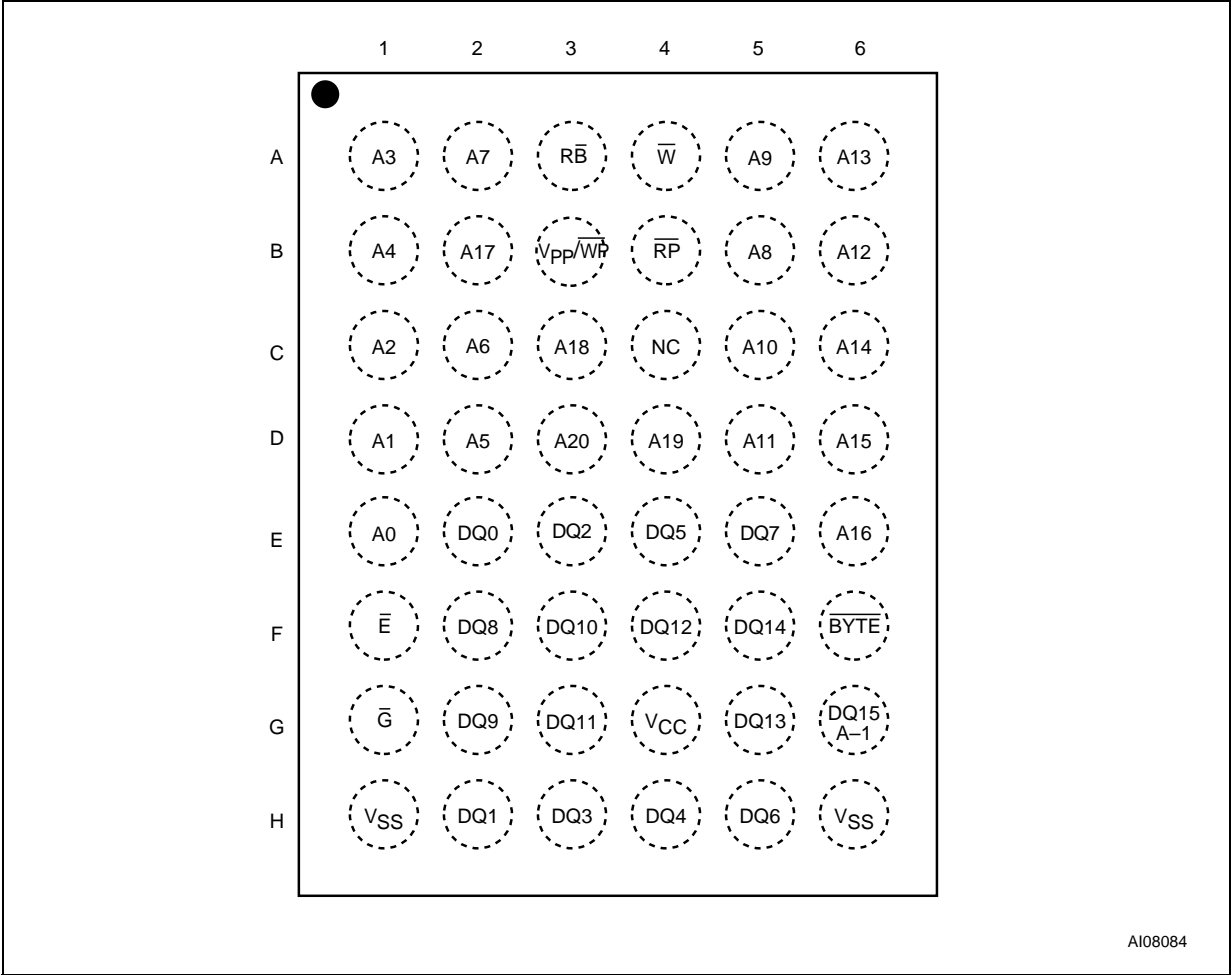 1 2 3 4 5 6
A A3 A7 RB̅ W̅ A9 A13
B A4 A17 VPP/W̅P̅ R̅P̅ A8 A12
C A2 A6 A18 NC A10 A14
D A1 A5 A20 A19 A11 A15
E A0 DQ0 DQ2 DQ5 DQ7 A16
F E̅ DQ8 DQ10 DQ12 DQ14 B̅Y̅T̅E̅
G G̅ DQ9 DQ11 VCC DQ13 DQ15 A–1
H VSS DQ1 DQ3 DQ4 DQ6 VSS
AI08084